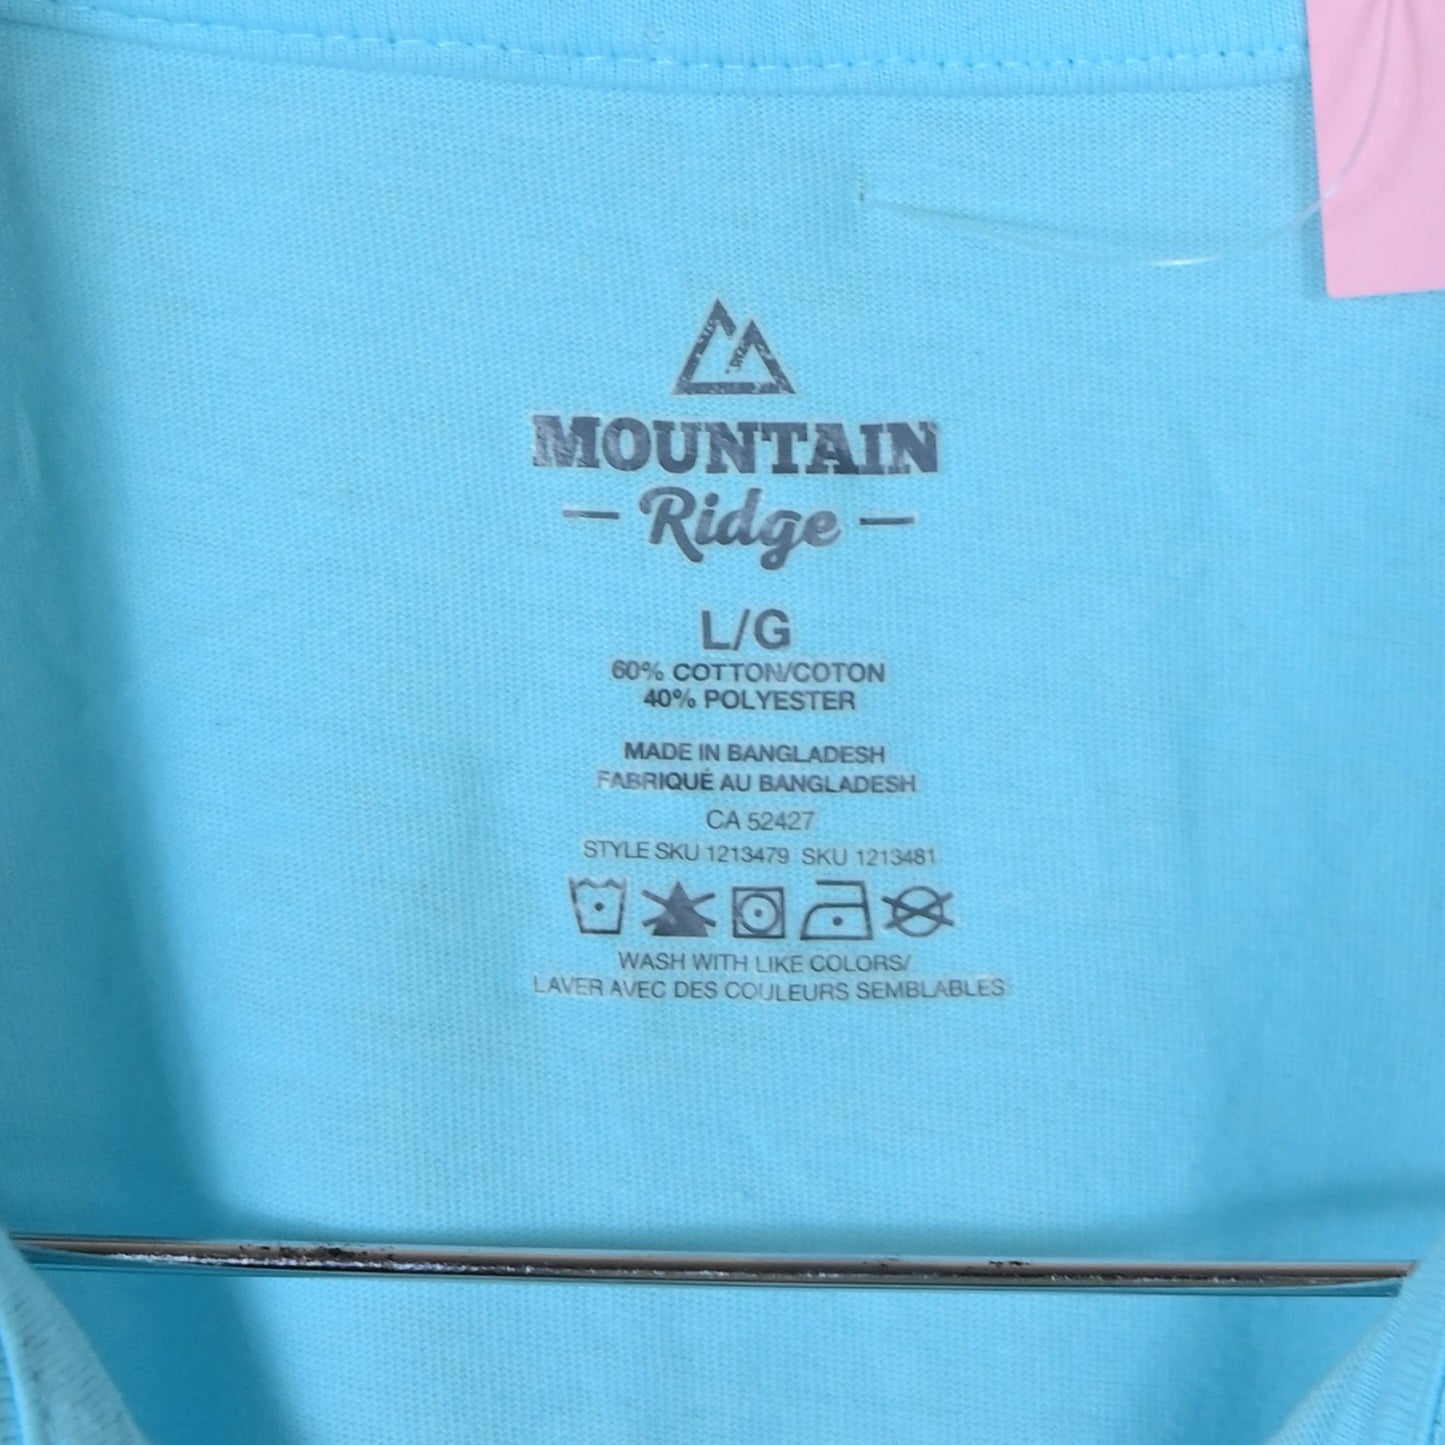 MOUNTAIN
Ridge
L/G
60% COTTON/COTON
40% POLYESTER
MADE IN BANGLADESH
FABRIQUÉ AU BANGLADESH
CA 52427
STYLE SKU 1213479 SKU 1213481
WASH WITH LIKE COLORS/
LAVER AVEC DES COULEURS SEMBLABLES